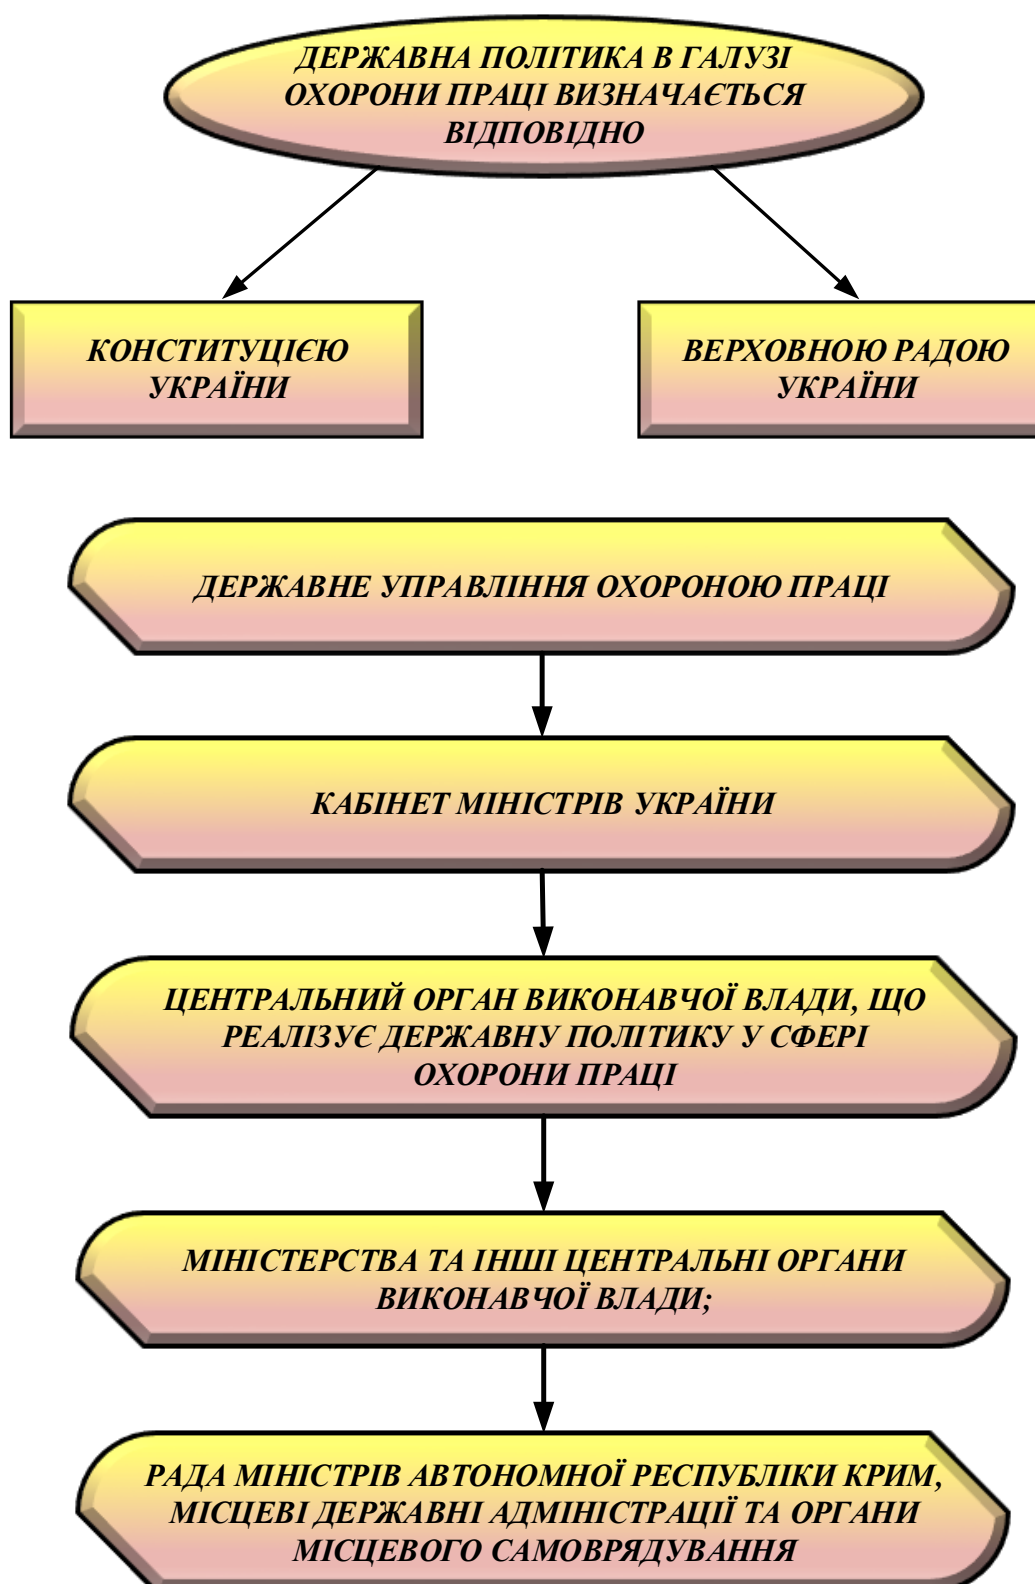 ДЕРЖАВНА ПОЛІТИКА В ГАЛУЗІ
ОХОРОНИ ПРАЦІ ВИЗНАЧАЄТЬСЯ
ВІДПОВІДНО
КОНСТИТУЦІЄЮ
УКРАЇНИ
ВЕРХОВНОЮ РАДОЮ
УКРАЇНИ
ДЕРЖАВНЕ УПРАВЛІННЯ ОХОРОНОЮ ПРАЦІ
КАБІНЕТ МІНІСТРІВ УКРАЇНИ
ЦЕНТРАЛЬНИЙ ОРГАН ВИКОНАВЧОЇ ВЛАДИ, ЩО
РЕАЛІЗУЄ ДЕРЖАВНУ ПОЛІТИКУ У СФЕРІ
ОХОРОНИ ПРАЦІ
МІНІСТЕРСТВА ТА ІНШІ ЦЕНТРАЛЬНІ ОРГАНИ
ВИКОНАВЧОЇ ВЛАДИ;
РАДА МІНІСТРІВ АВТОНОМНОЇ РЕСПУБЛІКИ КРИМ,
МІСЦЕВІ ДЕРЖАВНІ АДМІНІСТРАЦІЇ ТА ОРГАНИ
МІСЦЕВОГО САМОВРЯДУВАННЯ